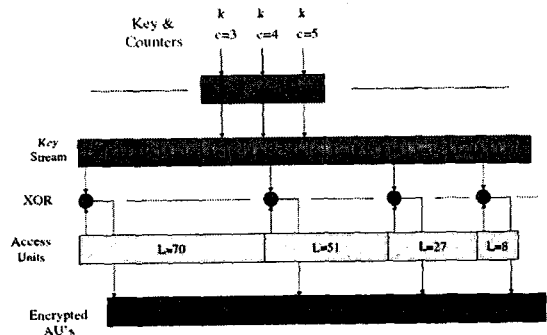 Key & k k k
Counters c=3 c=4 c=5
Key
Stream
XOR
Access
Units
L=70 L=51 L=27 L=8
Encrypted
AU's